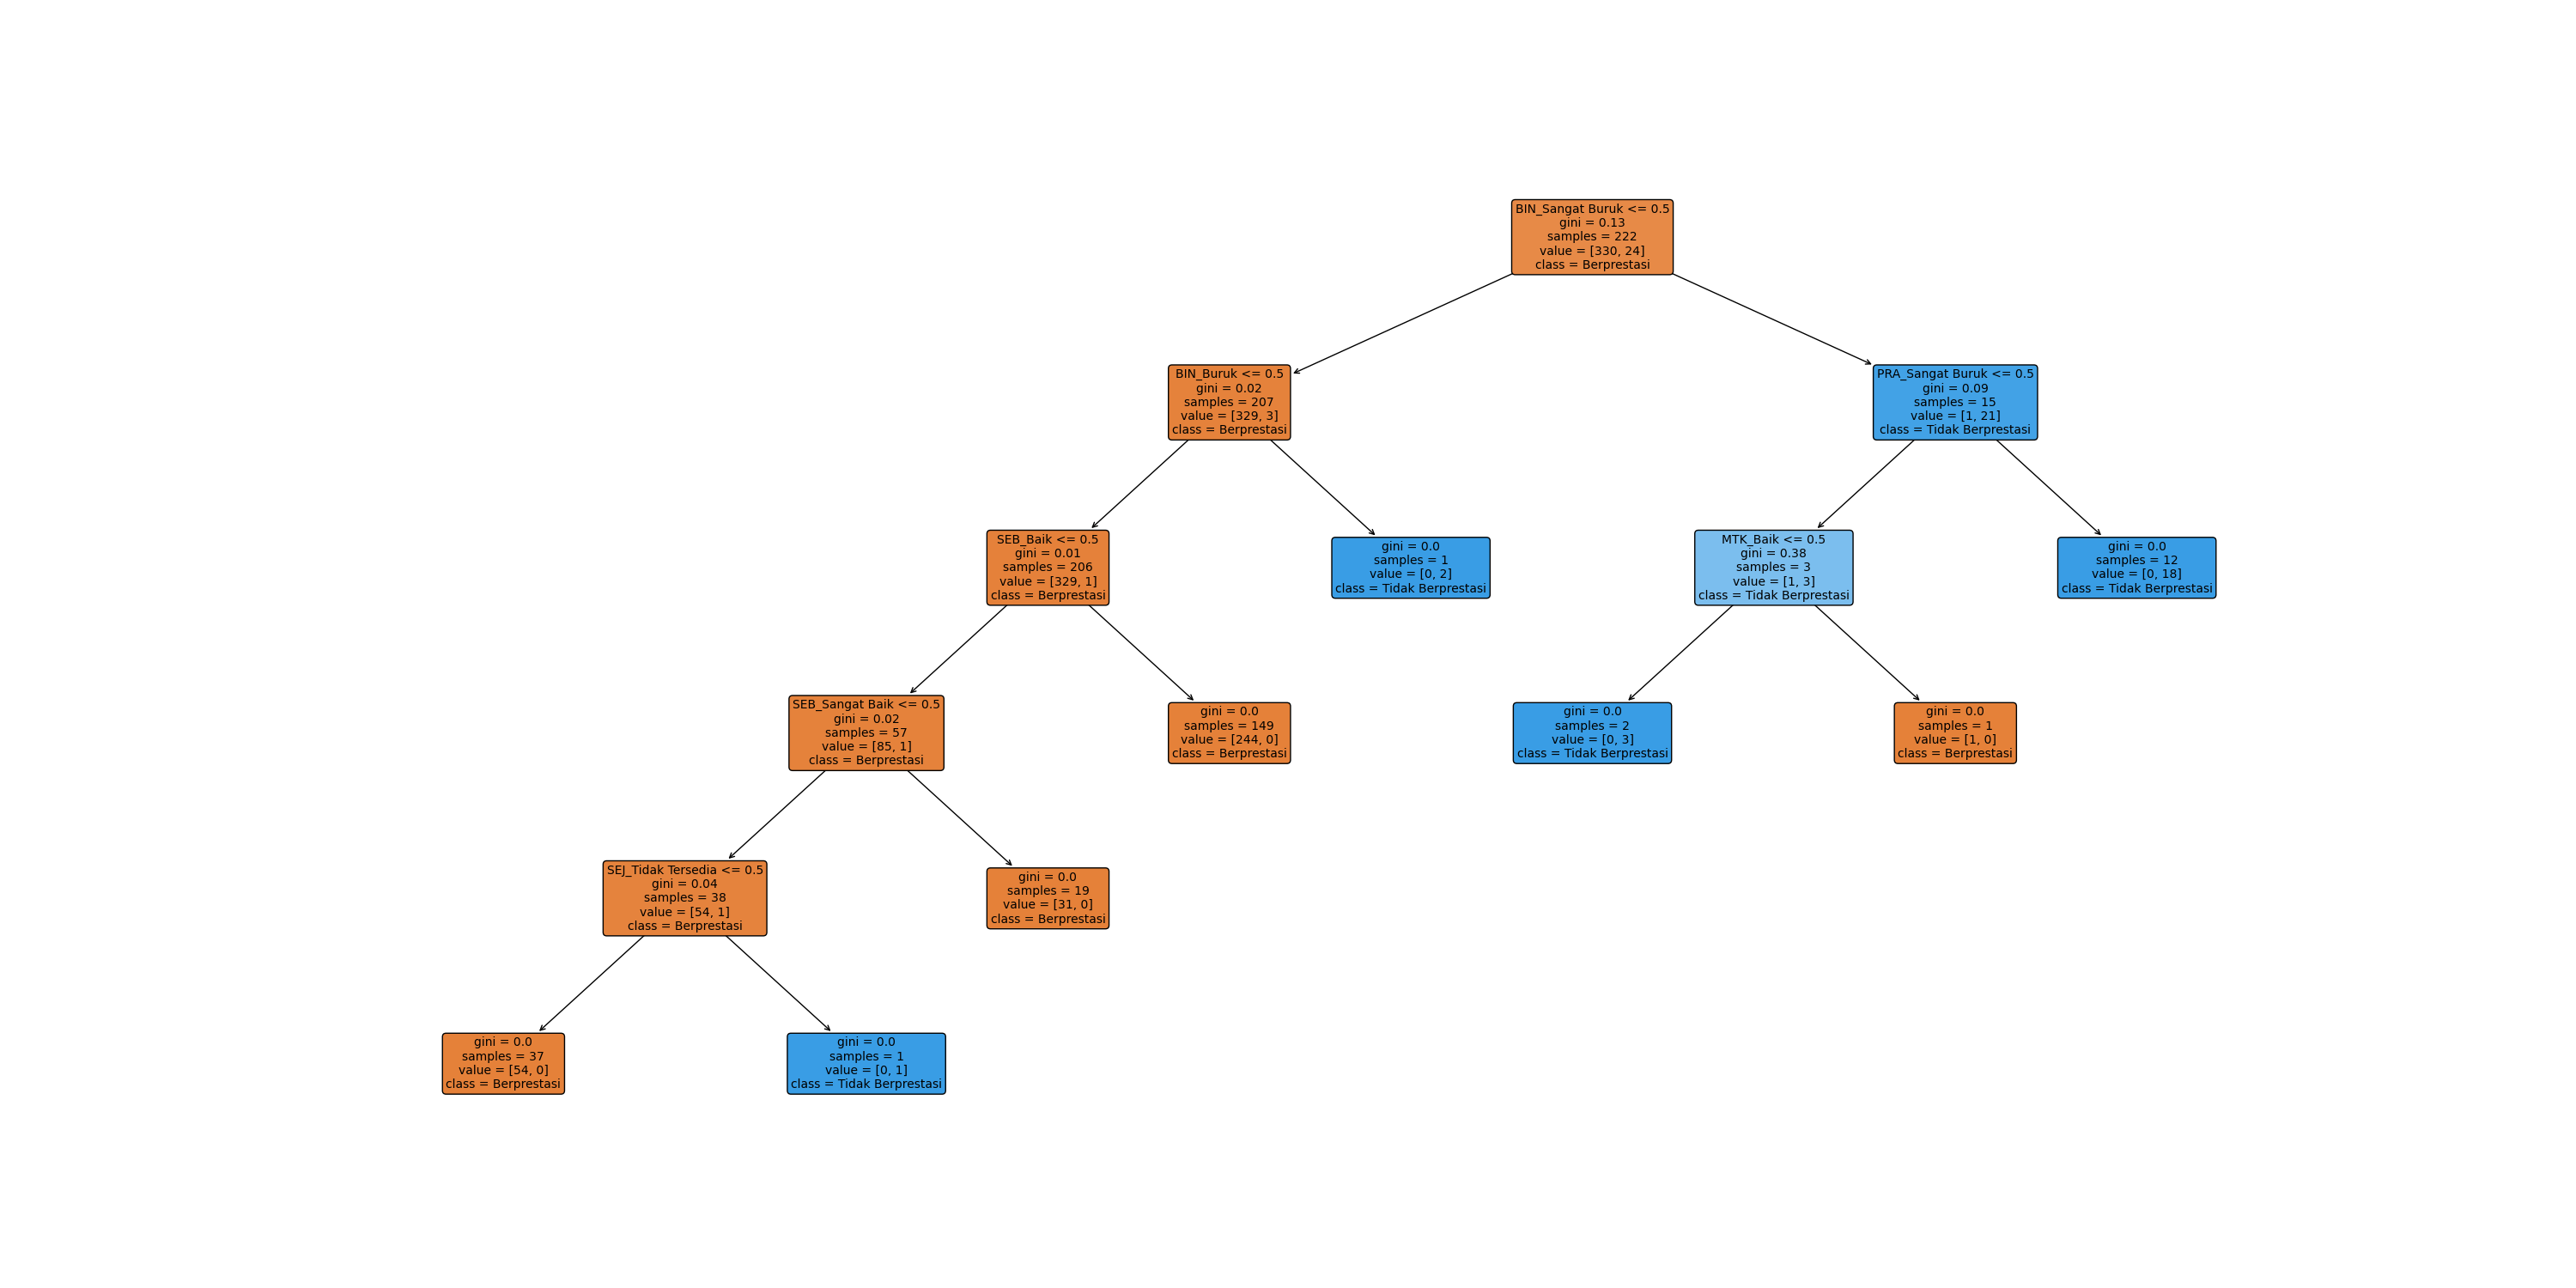 BIN_Sangat Buruk <= 0.5
gini = 0.13
samples = 222
value = [330, 24]
class = Berprestasi
BIN_Buruk <= 0.5
gini = 0.02
samples = 207
value = [329, 3]
class = Berprestasi
PRA_Sangat Buruk <= 0.5
gini = 0.09
samples = 15
value = [1, 21]
class = Tidak Berprestasi
SEB_Baik <= 0.5
gini = 0.01
samples = 206
value = [329, 1]
class = Berprestasi
gini = 0.0
samples = 1
value = [0, 2]
class = Tidak Berprestasi
MTK_Baik <= 0.5
gini = 0.38
samples = 3
value = [1, 3]
class = Tidak Berprestasi
gini = 0.0
samples = 12
value = [0, 18]
class = Tidak Berprestasi
SEB_Sangat Baik <= 0.5
gini = 0.02
samples = 57
value = [85, 1]
class = Berprestasi
gini = 0.0
samples = 149
value = [244, 0]
class = Berprestasi
gini = 0.0
samples = 2
value = [0, 3]
class = Tidak Berprestasi
gini = 0.0
samples = 1
value = [1, 0]
class = Berprestasi
SEJ_Tidak Tersedia <= 0.5
gini = 0.04
samples = 38
value = [54, 1]
class = Berprestasi
gini = 0.0
samples = 19
value = [31, 0]
class = Berprestasi
gini = 0.0
samples = 37
value = [54, 0]
class = Berprestasi
gini = 0.0
samples = 1
value = [0, 1]
class = Tidak Berprestasi